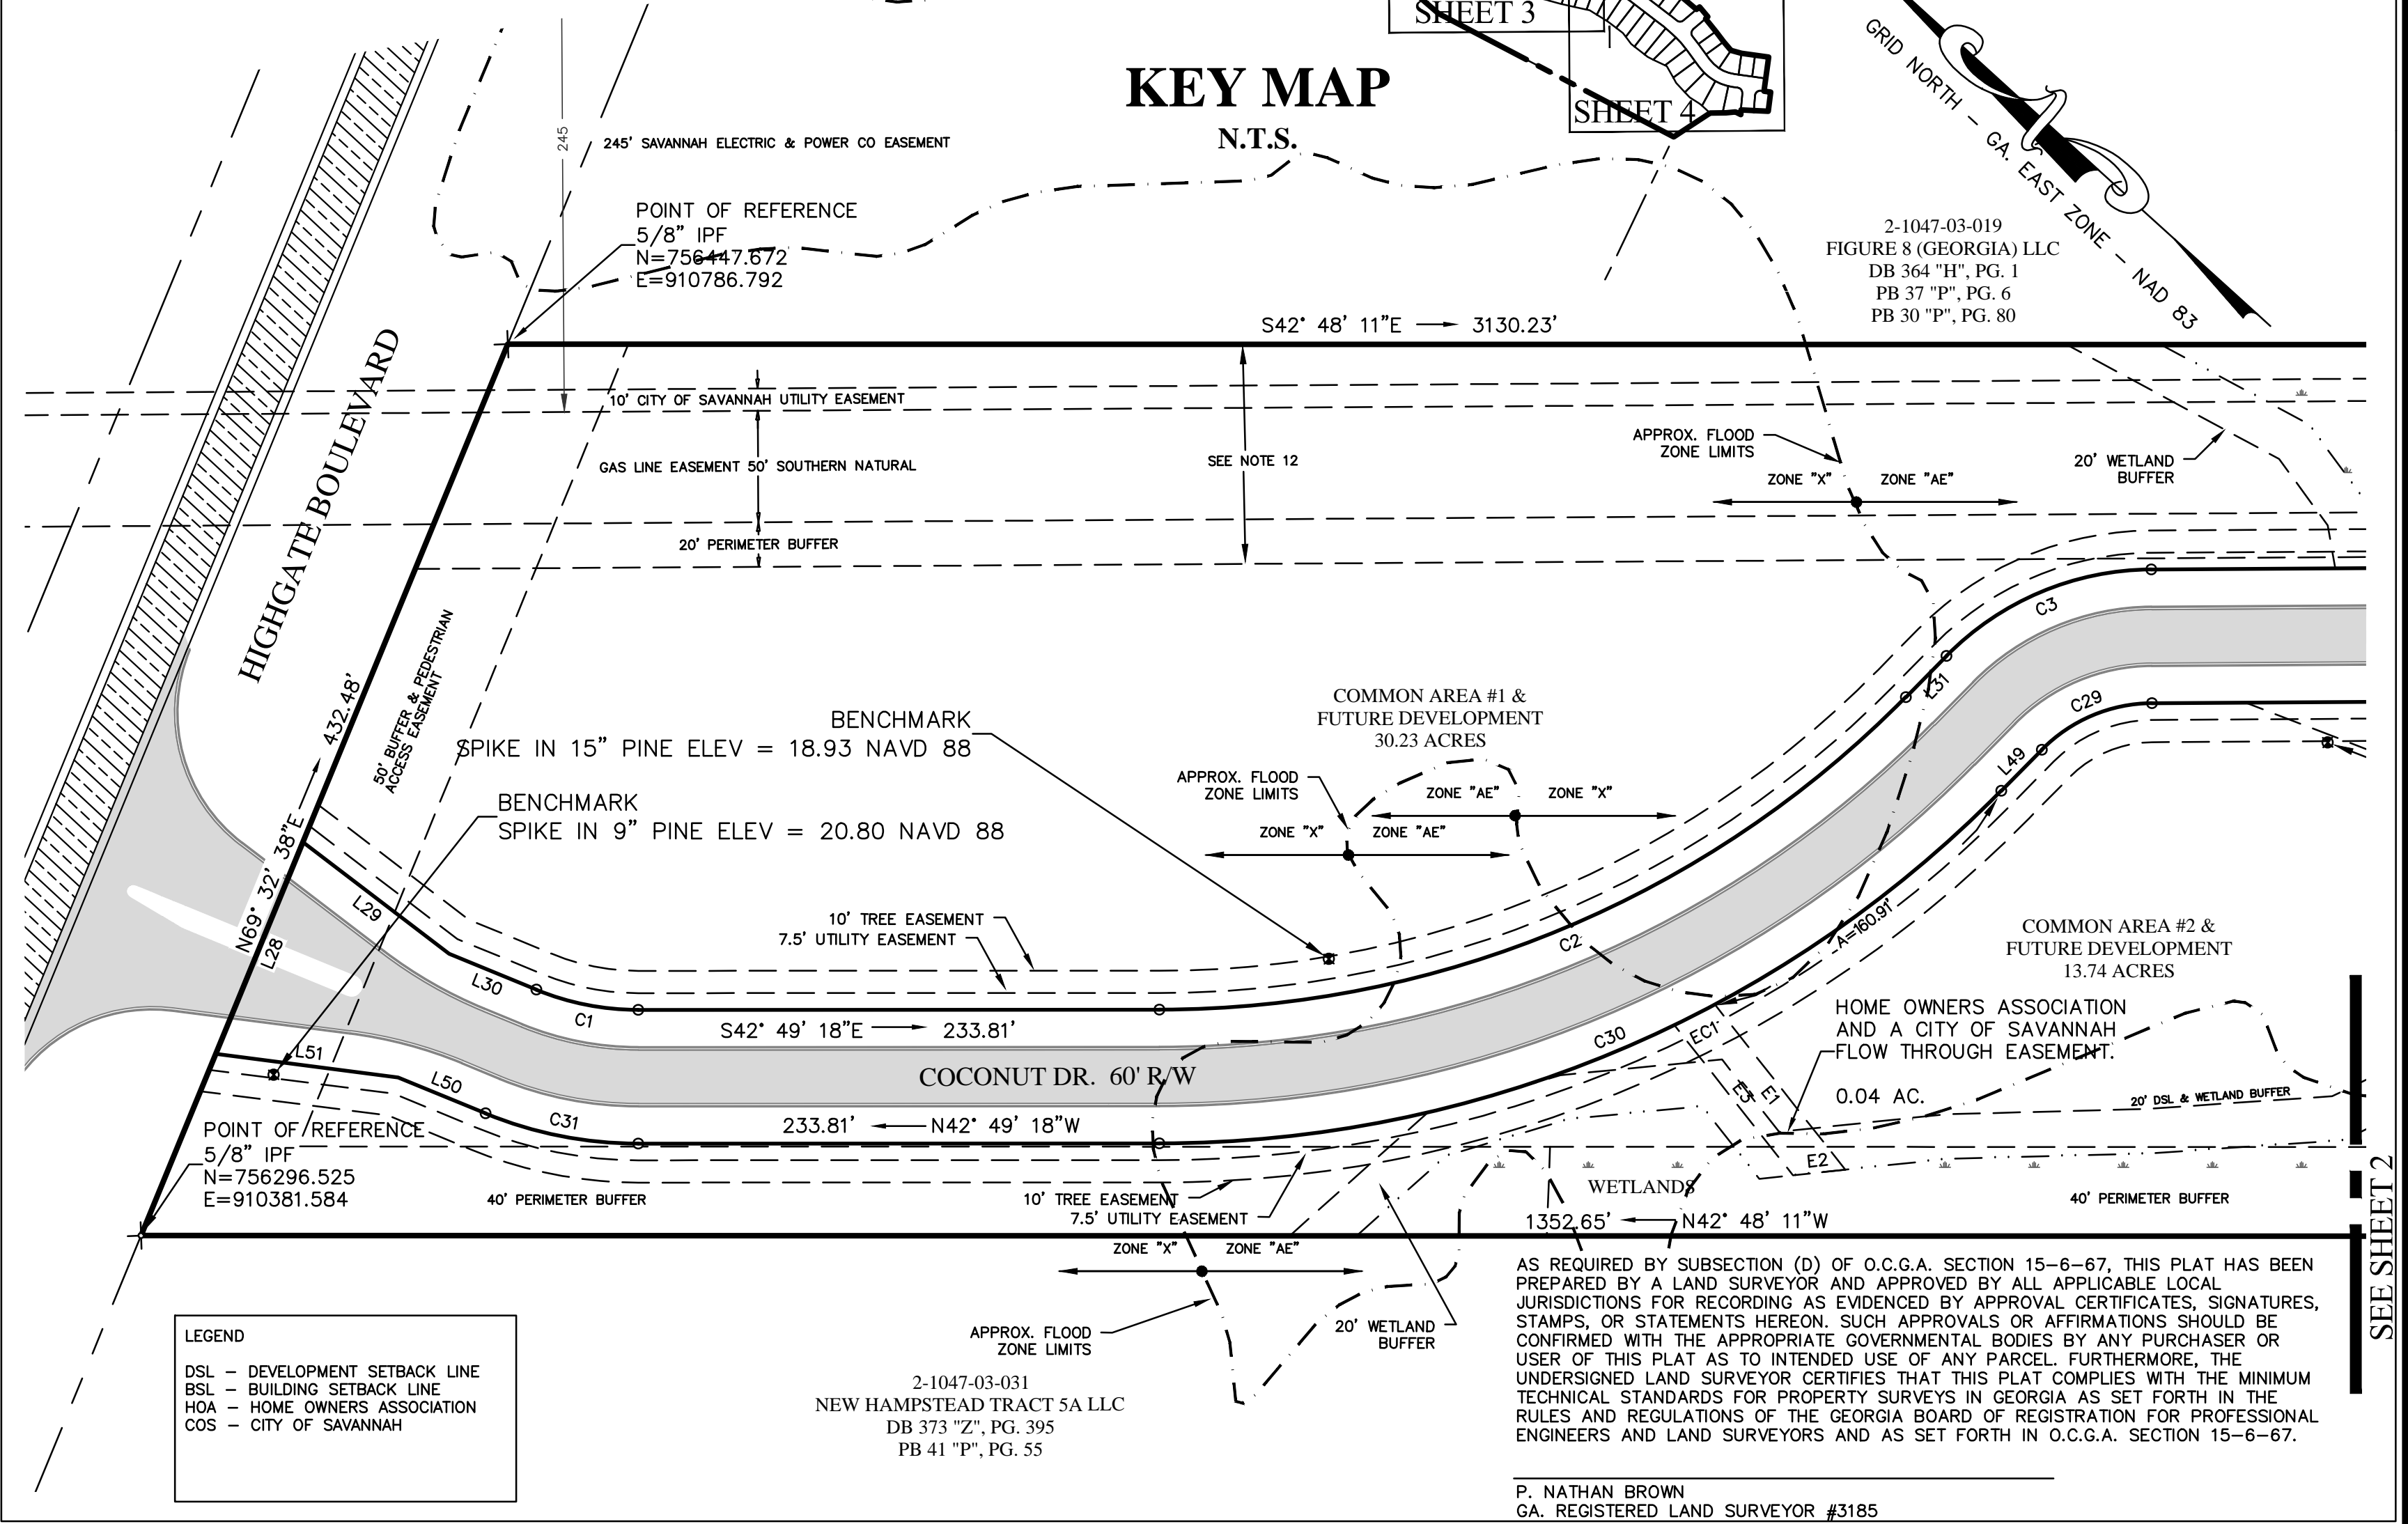 SHEET 3
SHEET 4
KEY MAP
N.T.S.
GRID NORTH - GA. EAST ZONE - NAD 83
245
245' SAVANNAH ELECTRIC & POWER CO EASEMENT
POINT OF REFERENCE
5/8" IPF
N=756447.672
E=910786.792
2-1047-03-019
FIGURE 8 (GEORGIA) LLC
DB 364 "H", PG. 1
PB 37 "P", PG. 6
PB 30 "P", PG. 80
S42° 48' 11"E 3130.23'
HIGHGATE BOULEVARD
10' CITY OF SAVANNAH UTILITY EASEMENT
GAS LINE EASEMENT 50' SOUTHERN NATURAL
SEE NOTE 12
20' PERIMETER BUFFER
APPROX. FLOOD
ZONE LIMITS
ZONE "X" ZONE "AE"
20' WETLAND
BUFFER
N69° 32' 38"E 432.48'
50' BUFFER & PEDESTRIAN
ACCESS EASEMENT
BENCHMARK
SPIKE IN 15" PINE ELEV = 18.93 NAVD 88
BENCHMARK
SPIKE IN 9" PINE ELEV = 20.80 NAVD 88
COMMON AREA #1 &
FUTURE DEVELOPMENT
30.23 ACRES
APPROX. FLOOD
ZONE LIMITS
ZONE "AE" ZONE "X"
ZONE "X" ZONE "AE"
C3
L31
C29
L49
A=160.91'
L28
L29
L30
C1
10' TREE EASEMENT
7.5' UTILITY EASEMENT
C2
S42° 49' 18"E 233.81'
COCONUT DR. 60' R/W
233.81' N42° 49' 18"W
L51
L50
C31
C30
EC1
E3
E1
E2
COMMON AREA #2 &
FUTURE DEVELOPMENT
13.74 ACRES
HOME OWNERS ASSOCIATION
AND A CITY OF SAVANNAH
FLOW THROUGH EASEMENT.
0.04 AC.
20' DSL & WETLAND BUFFER
POINT OF REFERENCE
5/8" IPF
N=756296.525
E=910381.584
40' PERIMETER BUFFER
10' TREE EASEMENT
7.5' UTILITY EASEMENT
WETLANDS
1352.65' N42° 48' 11"W
40' PERIMETER BUFFER
SEE SHEET 2
ZONE "X" ZONE "AE"
APPROX. FLOOD
ZONE LIMITS
20' WETLAND
BUFFER
2-1047-03-031
NEW HAMPSTEAD TRACT 5A LLC
DB 373 "Z", PG. 395
PB 41 "P", PG. 55
LEGEND
DSL - DEVELOPMENT SETBACK LINE
BSL - BUILDING SETBACK LINE
HOA - HOME OWNERS ASSOCIATION
COS - CITY OF SAVANNAH
AS REQUIRED BY SUBSECTION (D) OF O.C.G.A. SECTION 15-6-67, THIS PLAT HAS BEEN
PREPARED BY A LAND SURVEYOR AND APPROVED BY ALL APPLICABLE LOCAL
JURISDICTIONS FOR RECORDING AS EVIDENCED BY APPROVAL CERTIFICATES, SIGNATURES,
STAMPS, OR STATEMENTS HEREON. SUCH APPROVALS OR AFFIRMATIONS SHOULD BE
CONFIRMED WITH THE APPROPRIATE GOVERNMENTAL BODIES BY ANY PURCHASER OR
USER OF THIS PLAT AS TO INTENDED USE OF ANY PARCEL. FURTHERMORE, THE
UNDERSIGNED LAND SURVEYOR CERTIFIES THAT THIS PLAT COMPLIES WITH THE MINIMUM
TECHNICAL STANDARDS FOR PROPERTY SURVEYS IN GEORGIA AS SET FORTH IN THE
RULES AND REGULATIONS OF THE GEORGIA BOARD OF REGISTRATION FOR PROFESSIONAL
ENGINEERS AND LAND SURVEYORS AND AS SET FORTH IN O.C.G.A. SECTION 15-6-67.
P. NATHAN BROWN
GA. REGISTERED LAND SURVEYOR #3185